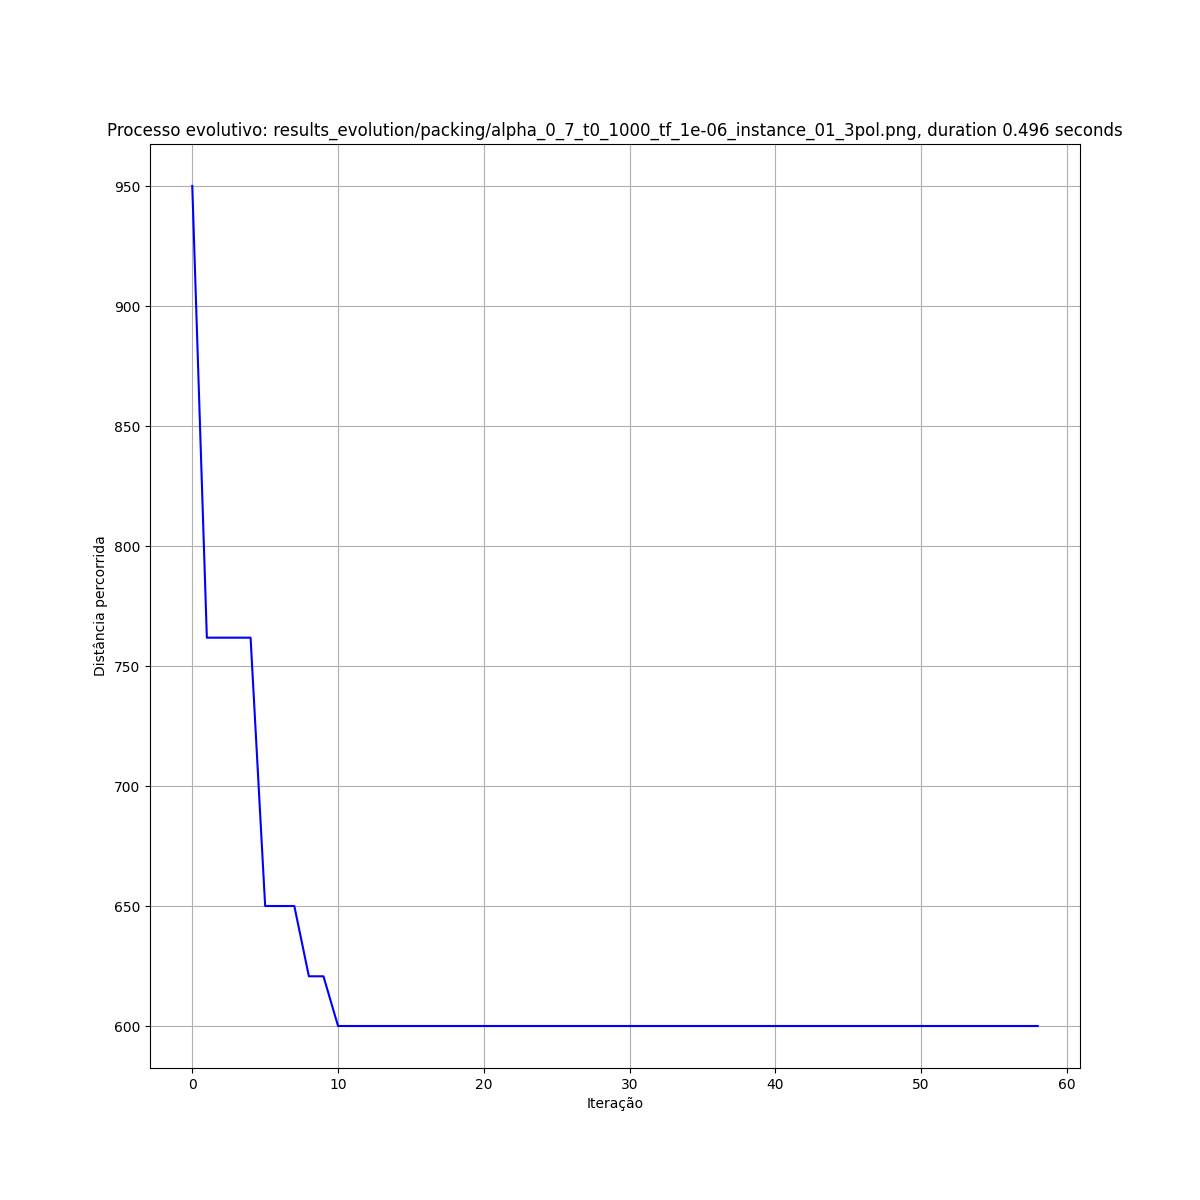 Processo evolutivo: results_evolution/packing/alpha_0_7_t0_1000_tf_1e-06_instance_01_3pol.png, duration 0.496 seconds
950
900
850
800
750
700
650
600
Distância percorrida
0 10 20 30 40 50 60
Iteração